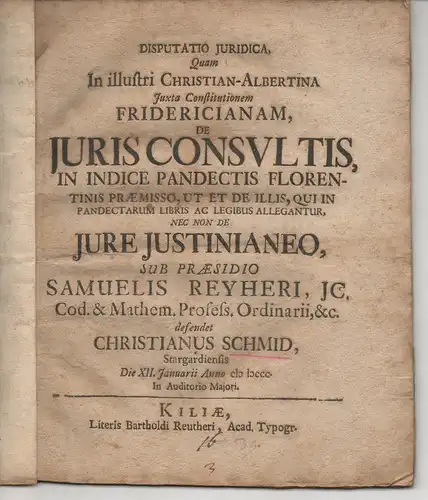 DISPUTATIO JURIDICA,
Quam
In illustri CHRISTIAN-ALBERTINA
Juxta Constitutionem
FRIDERICIANAM,
DE
JURIS CONSVLTIS,
IN INDICE PANDECTIS FLOREN-
TINIS PRÆMISSO, UT ET DE ILLIS, QUI IN
PANDECTARUM LIBRIS AC LEGIBUS ALLEGANTUR,
NEC NON DE
JURE JUSTINIANEO,
SUB PRÆSIDIO
SAMUELIS REYHERI, JC.
Cod. & Mathem. Profess. Ordinarii, &c.
defendet
CHRISTIANUS SCHMID,
Stargardiensis
Die XII. Januarii Anno
In Auditorio Majori.
KILIÆ,
Literis Bartholdi Reutheri, Acad. Typogr.
16
3